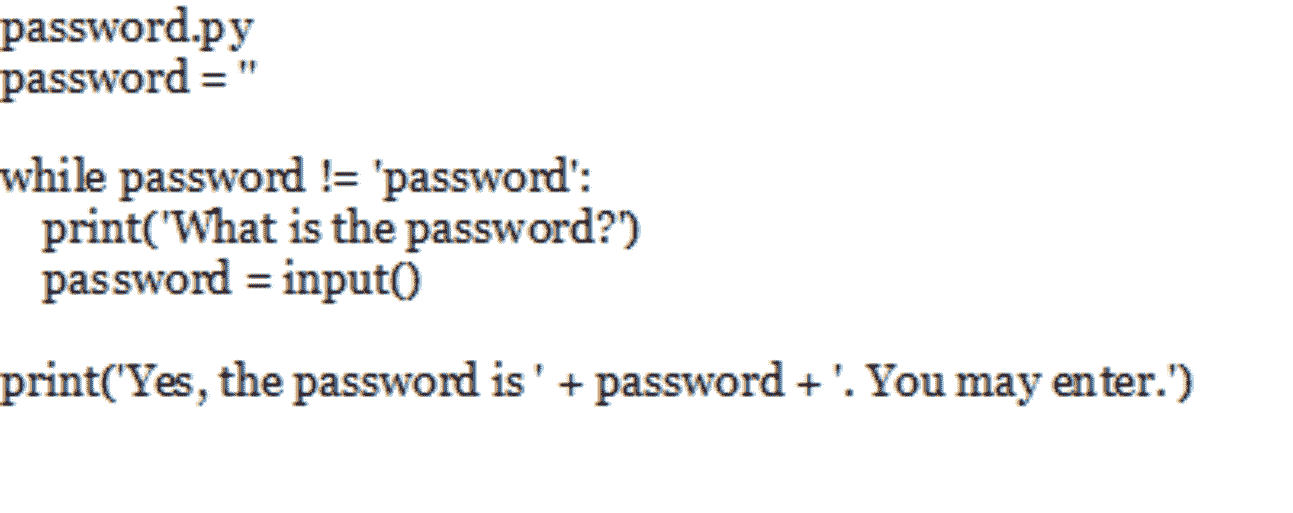 password.py
password = ''
while password != 'password':
print('What is the password?')
password = input()
print('Yes, the password is ' + password + '. You may enter.')